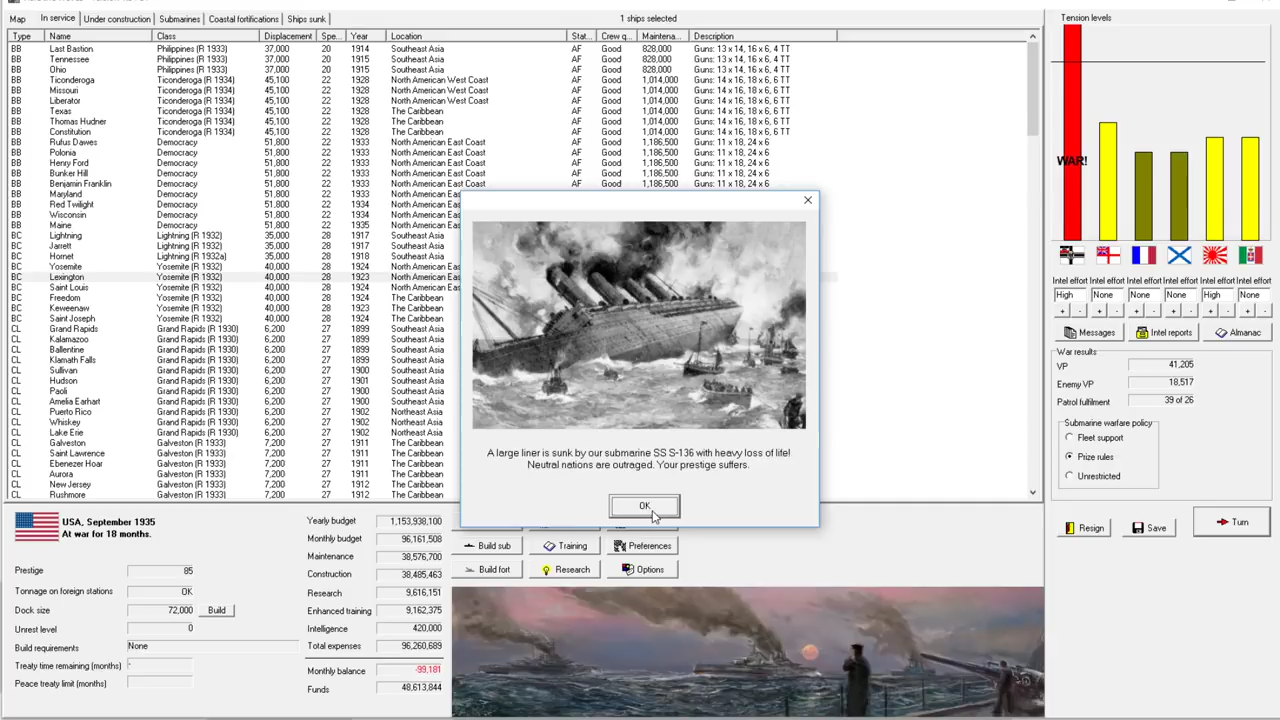 Map In service Under construction Submarines Coastal fortifications Ships sunk 1 ships selected
Type Name Class Displacement Spe... Year Location Stat... Crew q... Maintena... Description
BB Last Bastion Philippines (R 1933) 37,000 20 1914 Southeast Asia AF Good 828,000 Guns: 13 x 14, 16 x 6, 4 TT
BB Tennessee Philippines (R 1933) 37,000 20 1915 Southeast Asia AF Good 828,000 Guns: 13 x 14, 16 x 6, 4 TT
BB Ohio Philippines (R 1933) 37,000 20 1915 Southeast Asia AF Good 828,000 Guns: 13 x 14, 16 x 6, 4 TT
BB Ticonderoga Ticonderoga (R 1934) 45,100 22 1928 North American West Coast AF Good 1,014,000 Guns: 14 x 16, 18 x 6, 6 TT
BB Missouri Ticonderoga (R 1934) 45,100 22 1928 North American West Coast AF Good 1,014,000 Guns: 14 x 16, 18 x 6, 6 TT
BB Liberator Ticonderoga (R 1934) 45,100 22 1928 North American West Coast AF Good 1,014,000 Guns: 14 x 16, 18 x 6, 6 TT
BB Texas Ticonderoga (R 1934) 45,100 22 1928 The Caribbean AF Good 1,014,000 Guns: 14 x 16, 18 x 6, 6 TT
BB Thomas Hudner Ticonderoga (R 1934) 45,100 22 1928 The Caribbean AF Good 1,014,000 Guns: 14 x 16, 18 x 6, 6 TT
BB Constitution Ticonderoga (R 1934) 45,100 22 1928 The Caribbean AF Good 1,014,000 Guns: 14 x 16, 18 x 6, 6 TT
BB Rufus Dawes Democracy 51,800 22 1933 North American East Coast AF Good 1,186,500 Guns: 11 x 18, 24 x 6
BB Polonia Democracy 51,800 22 1933 North American East Coast AF Good 1,186,500 Guns: 11 x 18, 24 x 6
BB Henry Ford Democracy 51,800 22 1933 North American East Coast AF Good 1,186,500 Guns: 11 x 18, 24 x 6
BB Bunker Hill Democracy 51,800 22 1933 North American East Coast AF Good 1,186,500 Guns: 11 x 18, 24 x 6
BB Benjamin Franklin Democracy 51,800 22 1933 North American East Coast AF Good 1,186,500 Guns: 11 x 18, 24 x 6
BB Maryland Democracy 51,800 22 1933 North American Ea
BB Red Twilight Democracy 51,800 22 1934 North American Ea
BB Wisconsin Democracy 51,800 22 1934 North American Ea
BB Maine Democracy 51,800 22 1935 North American Ea
BC Lightning Lightning (R 1932) 35,000 28 1917 Southeast Asia
BC Jarrett Lightning (R 1932) 35,000 28 1917 Southeast Asia
BC Hornet Lightning (R 1932a) 35,000 28 1918 Southeast Asia
BC Yosemite Yosemite (R 1932) 40,000 28 1924 North American Ea
BC Lexington Yosemite (R 1932) 40,000 28 1923 North American Ea
BC Saint Louis Yosemite (R 1932) 40,000 28 1924 North American Ea
BC Freedom Yosemite (R 1932) 40,000 28 1924 The Caribbean
BC Keweenaw Yosemite (R 1932) 40,000 28 1924 The Caribbean
BC Saint Joseph Yosemite (R 1932) 40,000 28 1924 The Caribbean
CL Grand Rapids Grand Rapids (R 1930) 6,200 27 1899 Southeast Asia
CL Kalamazoo Grand Rapids (R 1930) 6,200 27 1899 Southeast Asia
CL Ballentine Grand Rapids (R 1930) 6,200 27 1899 Southeast Asia
CL Klamath Falls Grand Rapids (R 1930) 6,200 27 1899 Southeast Asia
CL Sullivan Grand Rapids (R 1930) 6,200 27 1899 Southeast Asia
CL Hudson Grand Rapids (R 1930) 6,200 27 1900 Southeast Asia
CL Paoli Grand Rapids (R 1930) 6,200 27 1900 Southeast Asia
CL Amelia Earhart Grand Rapids (R 1930) 6,200 27 1900 Southeast Asia
CL Puerto Rico Grand Rapids (R 1930) 6,200 27 1902 Northeast Asia
CL Whiskey Grand Rapids (R 1930) 6,200 27 1902 Northeast Asia
CL Lake Erie Grand Rapids (R 1930) 6,200 27 1902 Northeast Asia
CL Galveston Galveston (R 1933) 7,200 27 1911 The Caribbean
CL Saint Lawrence Galveston (R 1933) 7,200 27 1911 The Caribbean
CL Ebenezer Hoar Galveston (R 1933) 7,200 27 1911 The Caribbean
CL Aurora Galveston (R 1933) 7,200 27 1911 The Caribbean
CL New Jersey Galveston (R 1933) 7,200 27 1912 The Caribbean
CL Rushmore Galveston (R 1933) 7,200 27 1912 The Caribbean
A large liner is sunk by our submarine SS S-136 with heavy loss of life!
Neutral nations are outraged. Your prestige suffers.
OK
Tension levels
WAR!
Intel effort Intel effort Intel effort Intel effort Intel effort Intel effort
High None None None High None
+ - + - + - + - + - + -
Messages Intel reports Almanac
War results
VP 41,205
Enemy VP 18,517
Patrol fulfilment 39 of 26
Submarine warfare policy
Fleet support
Prize rules
Unrestricted
Resign Save Turn
USA, September 1935
At war for 18 months.
Prestige 85
Tonnage on foreign stations OK
Dock size 72,000 Build
Unrest level 0
Build requirements None
Treaty time remaining (months) -
Peace treaty limit (months)
Yearly budget 1,153,938,100
Monthly budget 96,161,508
Maintenance 38,576,700
Construction 38,485,463
Research 9,616,151
Enhanced training 9,162,375
Intelligence 420,000
Total expenses 96,260,689
Monthly balance -99,181
Funds 48,613,844
Build sub Training Preferences
Build fort Research Options